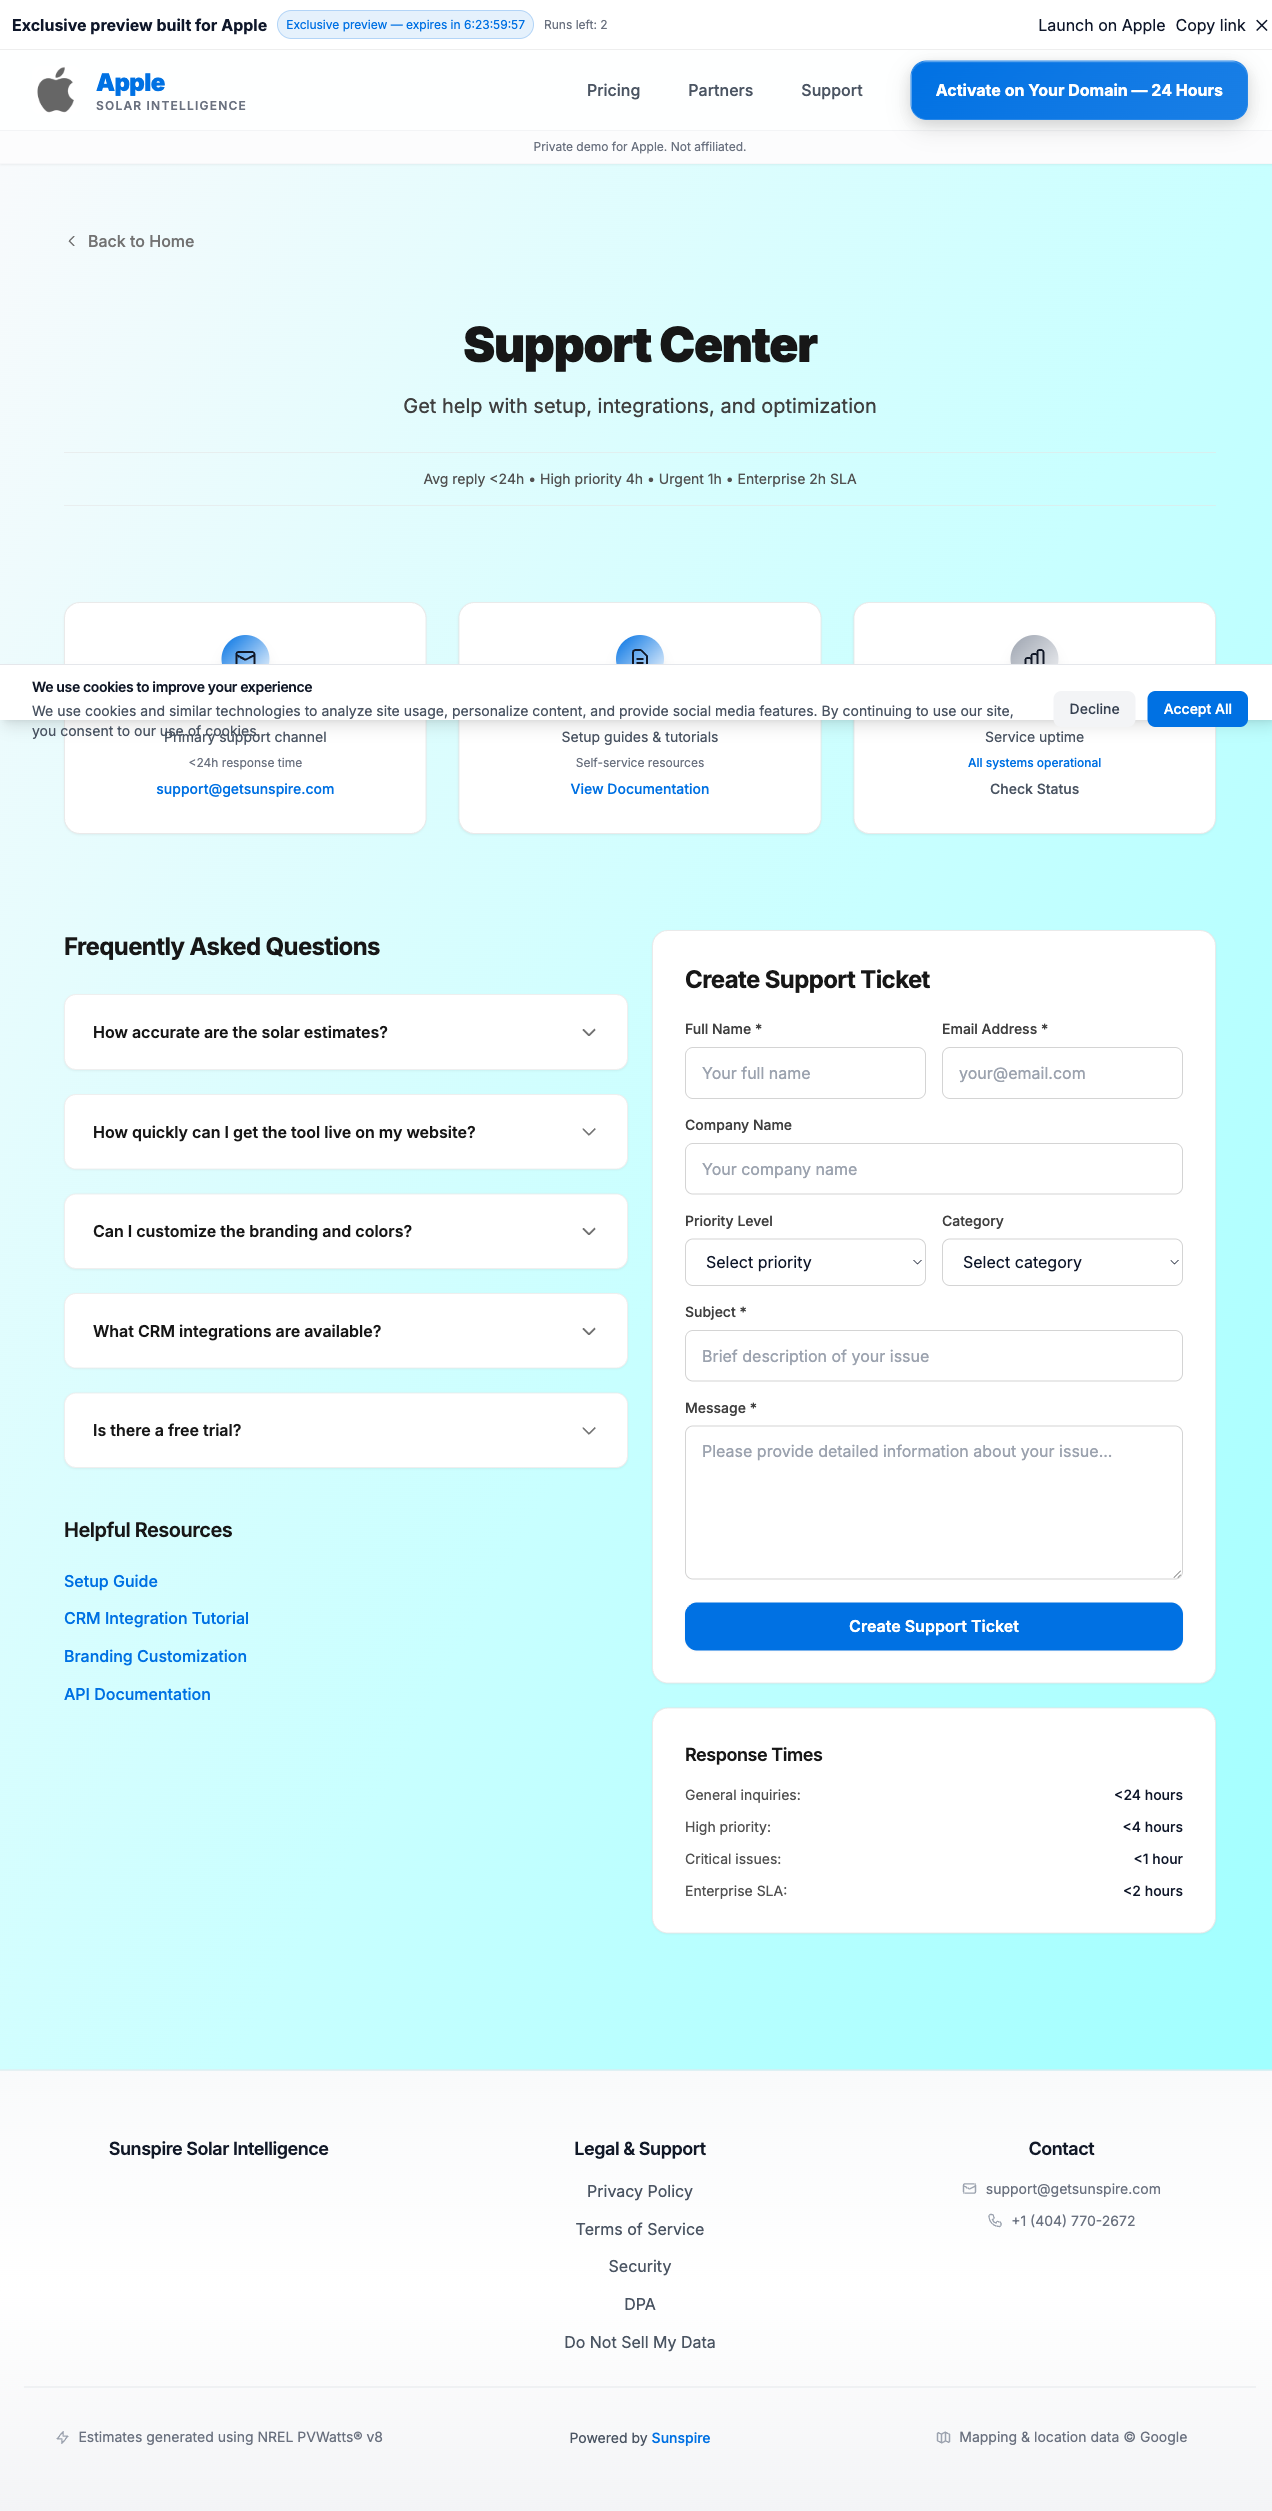 Exclusive preview built for Apple
Exclusive preview — expires in 6:23:59:57
Runs left: 2
Launch on Apple
Copy link
Apple
SOLAR INTELLIGENCE
Pricing
Partners
Support
Activate on Your Domain — 24 Hours
Private demo for Apple. Not affiliated.
Back to Home
Support Center
Get help with setup, integrations, and optimization
Avg reply <24h • High priority 4h • Urgent 1h • Enterprise 2h SLA
We use cookies to improve your experience
We use cookies and similar technologies to analyze site usage, personalize content, and provide social media features. By continuing to use our site,
you consent to our use of cookies.
Decline
Accept All
Primary support channel
<24h response time
support@getsunspire.com
Setup guides & tutorials
Self-service resources
View Documentation
Service uptime
All systems operational
Check Status
Frequently Asked Questions
How accurate are the solar estimates?
How quickly can I get the tool live on my website?
Can I customize the branding and colors?
What CRM integrations are available?
Is there a free trial?
Helpful Resources
Setup Guide
CRM Integration Tutorial
Branding Customization
API Documentation
Create Support Ticket
Full Name *
Email Address *
Your full name
your@email.com
Company Name
Your company name
Priority Level
Category
Select priority
Select category
Subject *
Brief description of your issue
Message *
Please provide detailed information about your issue...
Create Support Ticket
Response Times
General inquiries: <24 hours
High priority: <4 hours
Critical issues: <1 hour
Enterprise SLA: <2 hours
Sunspire Solar Intelligence
Legal & Support
Privacy Policy
Terms of Service
Security
DPA
Do Not Sell My Data
Contact
support@getsunspire.com
+1 (404) 770-2672
Estimates generated using NREL PVWatts® v8
Powered by Sunspire
Mapping & location data © Google